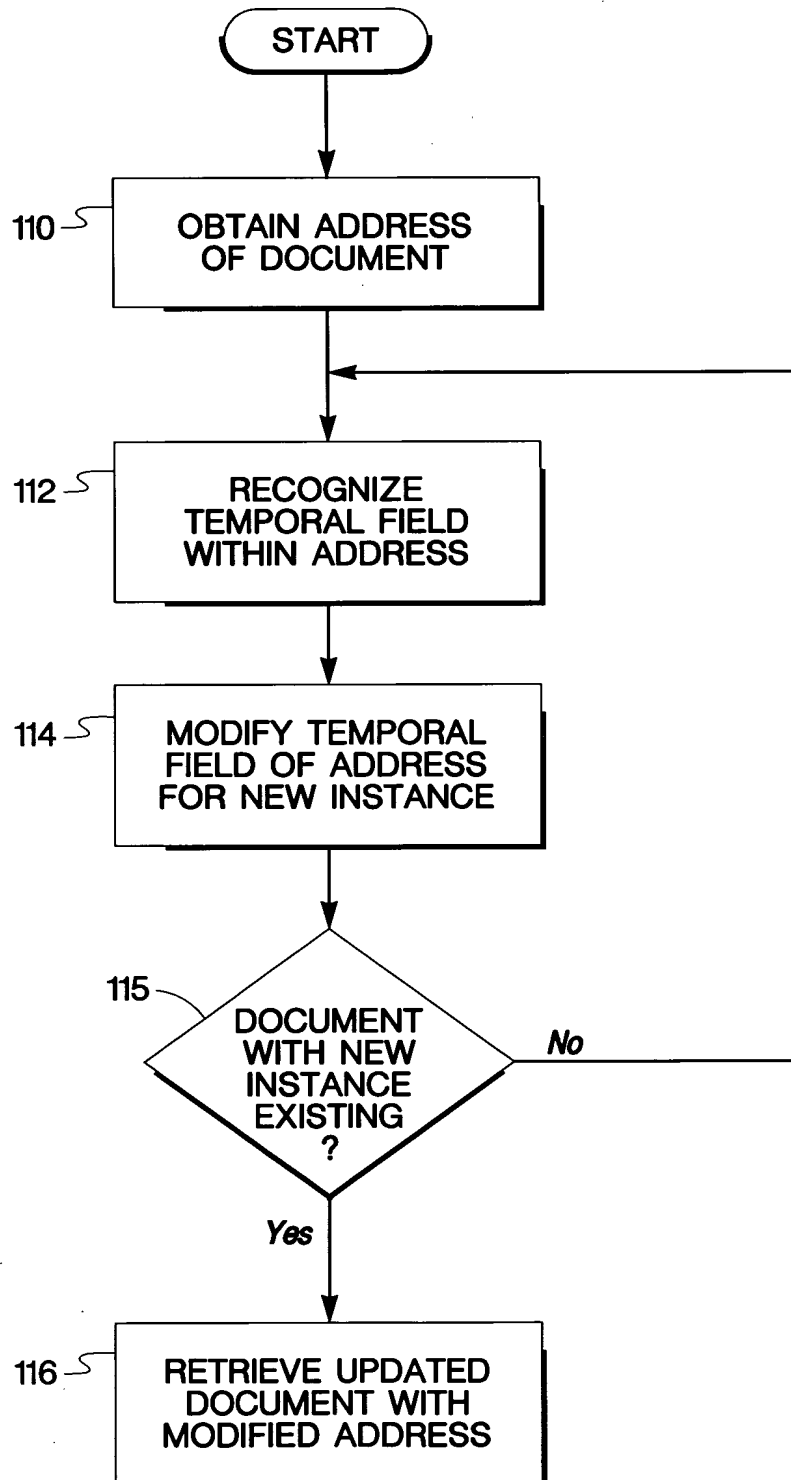 START
110
OBTAIN ADDRESS
OF DOCUMENT
112
RECOGNIZE
TEMPORAL FIELD
WITHIN ADDRESS
114
MODIFY TEMPORAL
FIELD OF ADDRESS
FOR NEW INSTANCE
115
DOCUMENT
WITH NEW
INSTANCE
EXISTING
?
No
Yes
116
RETRIEVE UPDATED
DOCUMENT WITH
MODIFIED ADDRESS